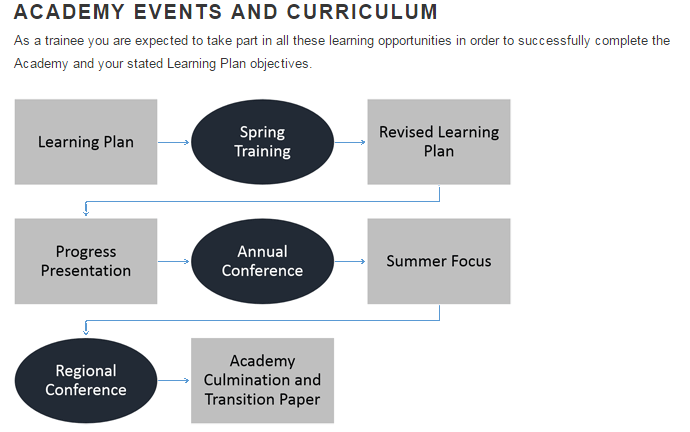 ACADEMY EVENTS AND CURRICULUM
As a trainee you are expected to take part in all these learning opportunities in order to successfully complete the
Academy and your stated Learning Plan objectives.
Learning Plan
Spring
Training
Revised Learning
Plan
Progress
Presentation
Annual
Conference
Summer Focus
Regional
Conference
Academy
Culmination and
Transition Paper